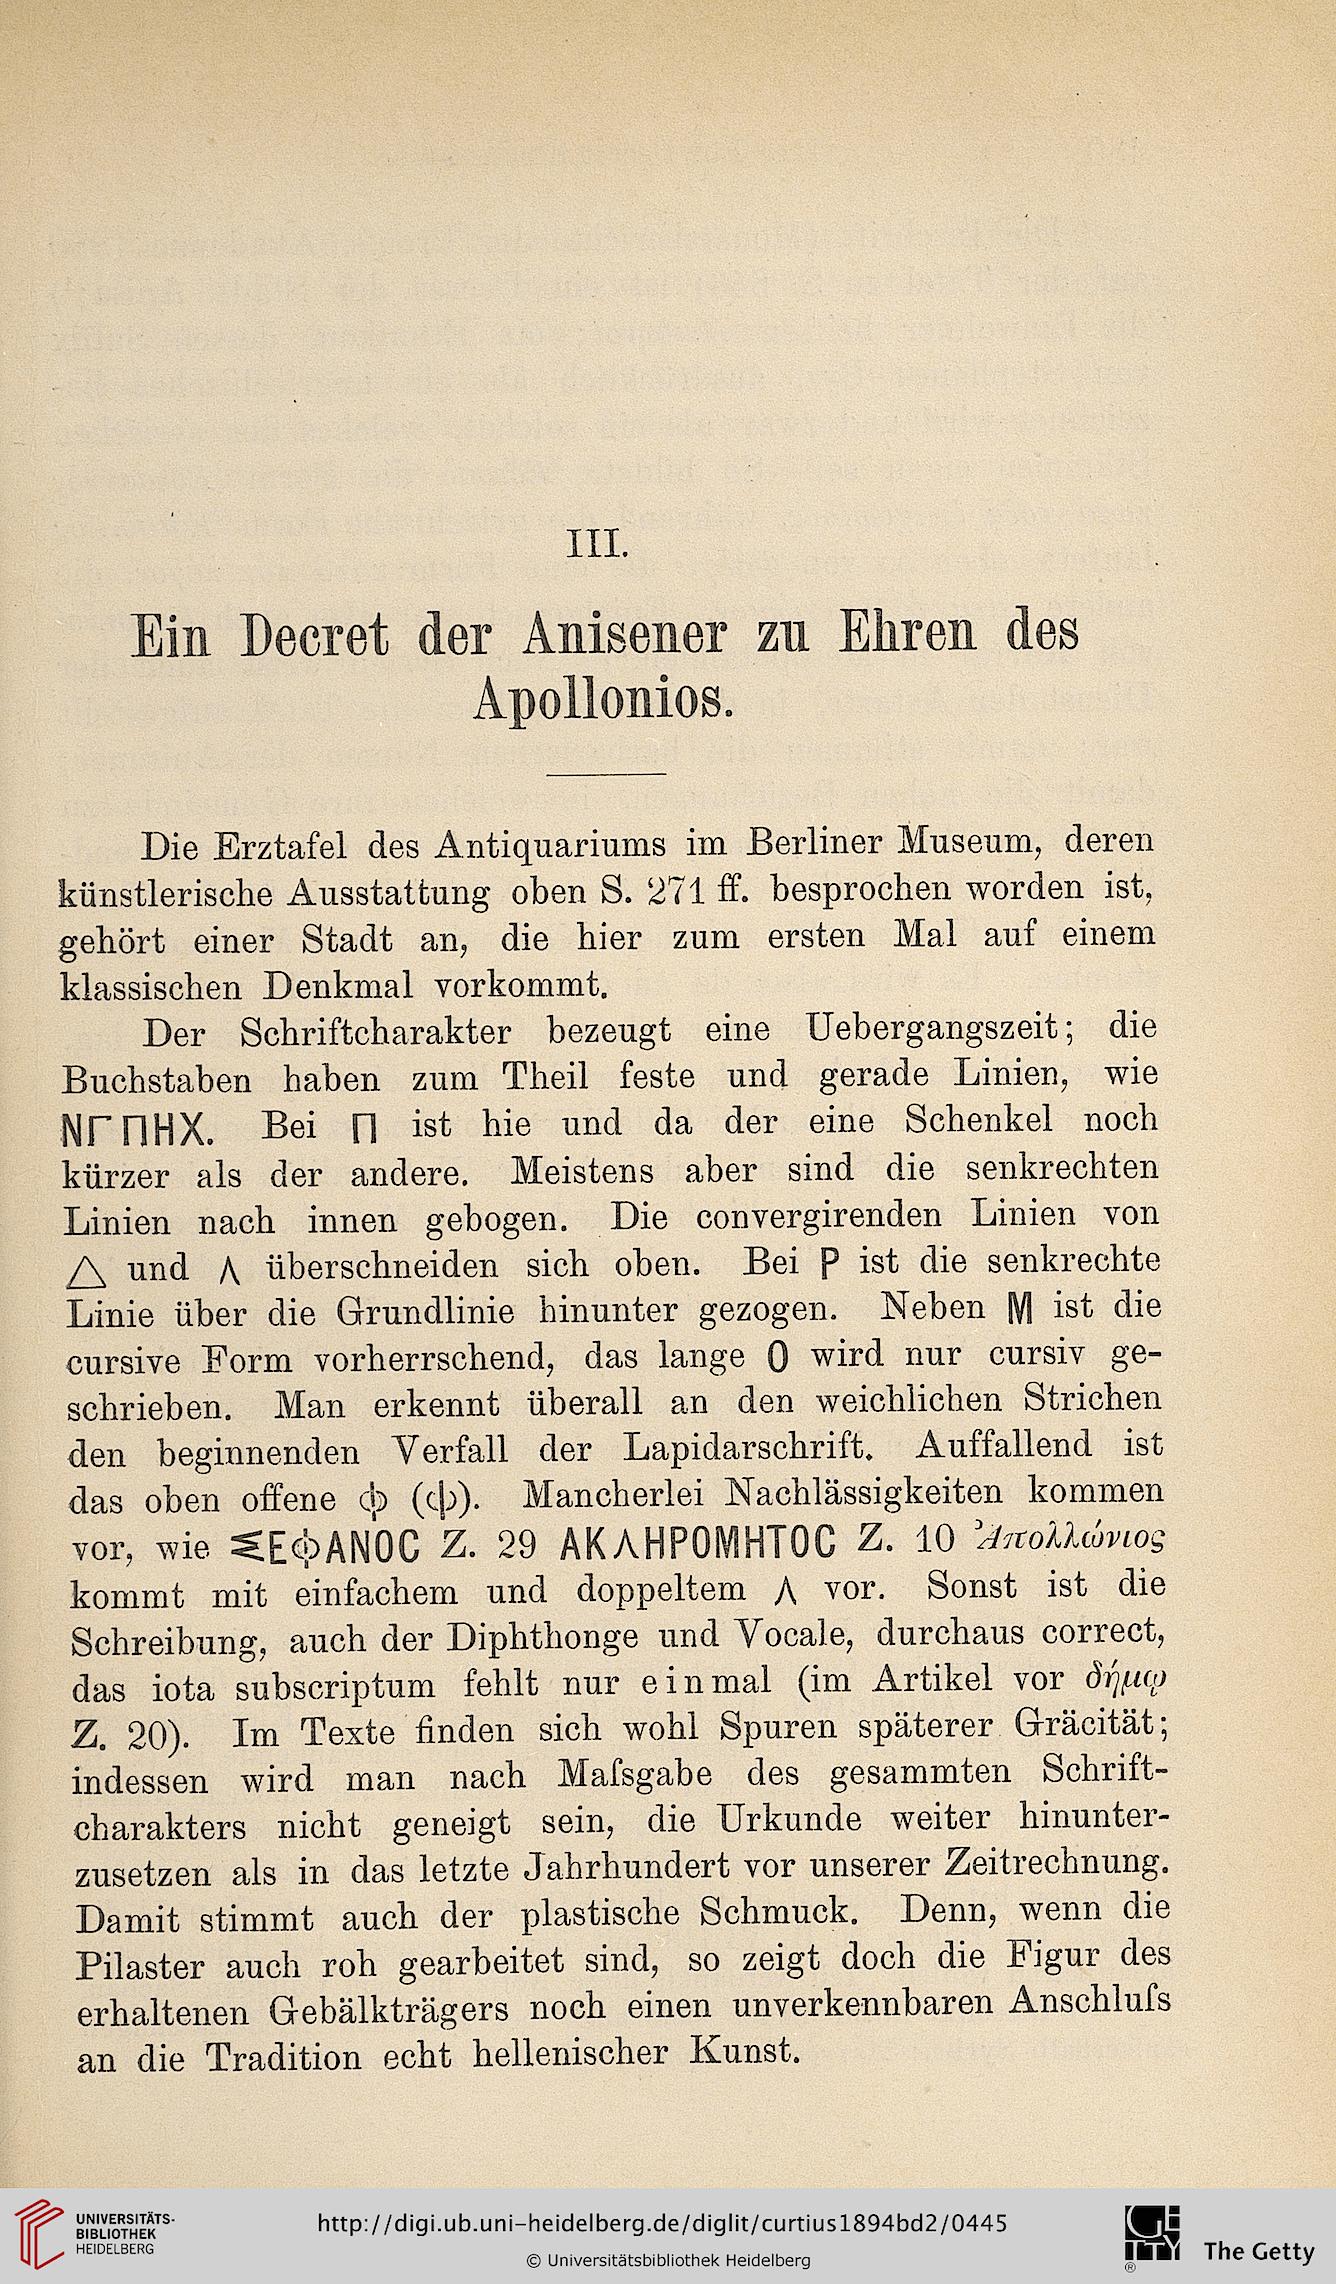 III.
Ein Decret der Anisener zu Ehren des
Apollonios.
Die Erztafel des Antiquariums im Berliner Museum, deren
künstlerische Ausstattung oben S. 271 ff. besprochen worden ist,
gehört einer Stadt an, die hier zum ersten Mal auf einem
klassischen Denkmal vorkommt.
Der Schriftcharakter bezeugt eine Uebergangszeit; die
Buchstaben haben zum Theil feste und gerade Linien, wie
ΝΓΠΗΧ. Bei Π ist hie und da der eine Schenkel noch
kürzer als der andere. Meistens aber sind die senkrechten
Linien nach innen gebogen. Die convergirenden Linien von
Δ und Λ überschneiden sich oben. Bei Ρ ist die senkrechte
Linie über die Grundlinie hinunter gezogen. Neben Μ ist die
cursive Form vorherrschend, das lange Ο wird nur cursiv ge-
schrieben. Man erkennt überall an den weichlichen Strichen
den beginnenden Verfall der Lapidarschrift. Auffallend ist
das oben offene ф (ф). Mancherlei Nachlässigkeiten kommen
vor, wie ΕΦΑΝΟC Z. 29 ΑΚΛΗΡΟΜΗΤΟC Z. 10 Ἀπολλώνιος
kommt mit einfachem und doppeltem Λ vor. Sonst ist die
Schreibung, auch der Diphthonge und Vocale, durchaus correct,
das iota subscriptum fehlt nur einmal (im Artikel vor δήμῳ
Z. 20). Im Texte finden sich wohl Spuren späterer Gräcität;
indessen wird man nach Maſsgabe des gesammten Schrift-
charakters nicht geneigt sein, die Urkunde weiter hinunter-
zusetzen als in das letzte Jahrhundert vor unserer Zeitrechnung.
Damit stimmt auch der plastische Schmuck. Denn, wenn die
Pilaster auch roh gearbeitet sind, so zeigt doch die Figur des
erhaltenen Gebälkträgers noch einen unverkennbaren Anschluſs
an die Tradition echt hellenischer Kunst.
UNIVERSITÄTS-
BIBLIOTHEK
HEIDELBERG
http://digi.ub.uni-heidelberg.de/diglit/curtius1894bd2/0445
© Universitätsbibliothek Heidelberg
GETTY
®
The Getty